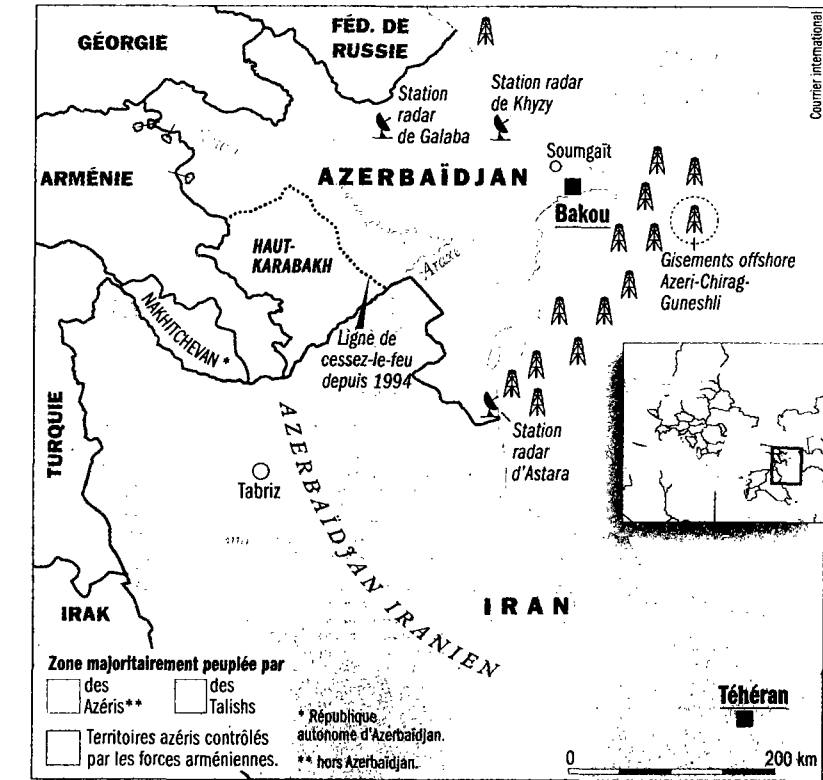 GÉORGIE
FÉD. DE
RUSSIE
Courrier international
Station
radar
de Galaba
Station radar
de Khyzy
ARMÉNIE
AZERBAÏDJAN
Soumgaït
Bakou
HAUT-
KARABAKH
Araxe
Gisements offshore
Azeri-Chirag-
Guneshli
NAKHITCHEVAN *
Ligne de
cessez-le-feu
depuis 1994
TURQUIE
Station
radar
d'Astara
Tabriz
AZERBAÏDJAN IRANIEN
IRAK
IRAN
Zone majoritairement peuplée par
des
Azéris**
des
Talishs
Territoires azéris contrôlés
par les forces arméniennes.
* République
autonome d'Azerbaïdjan.
** hors Azerbaïdjan.
Téhéran
0 200 km